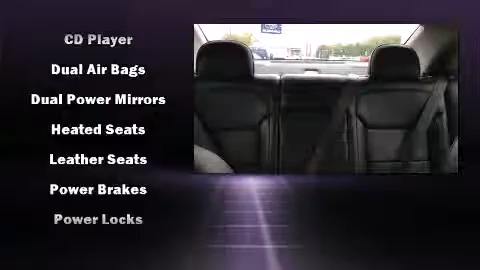 CD Player
Dual Air Bags
Dual Power Mirrors
Heated Seats
Leather Seats
Power Brakes
Power Locks